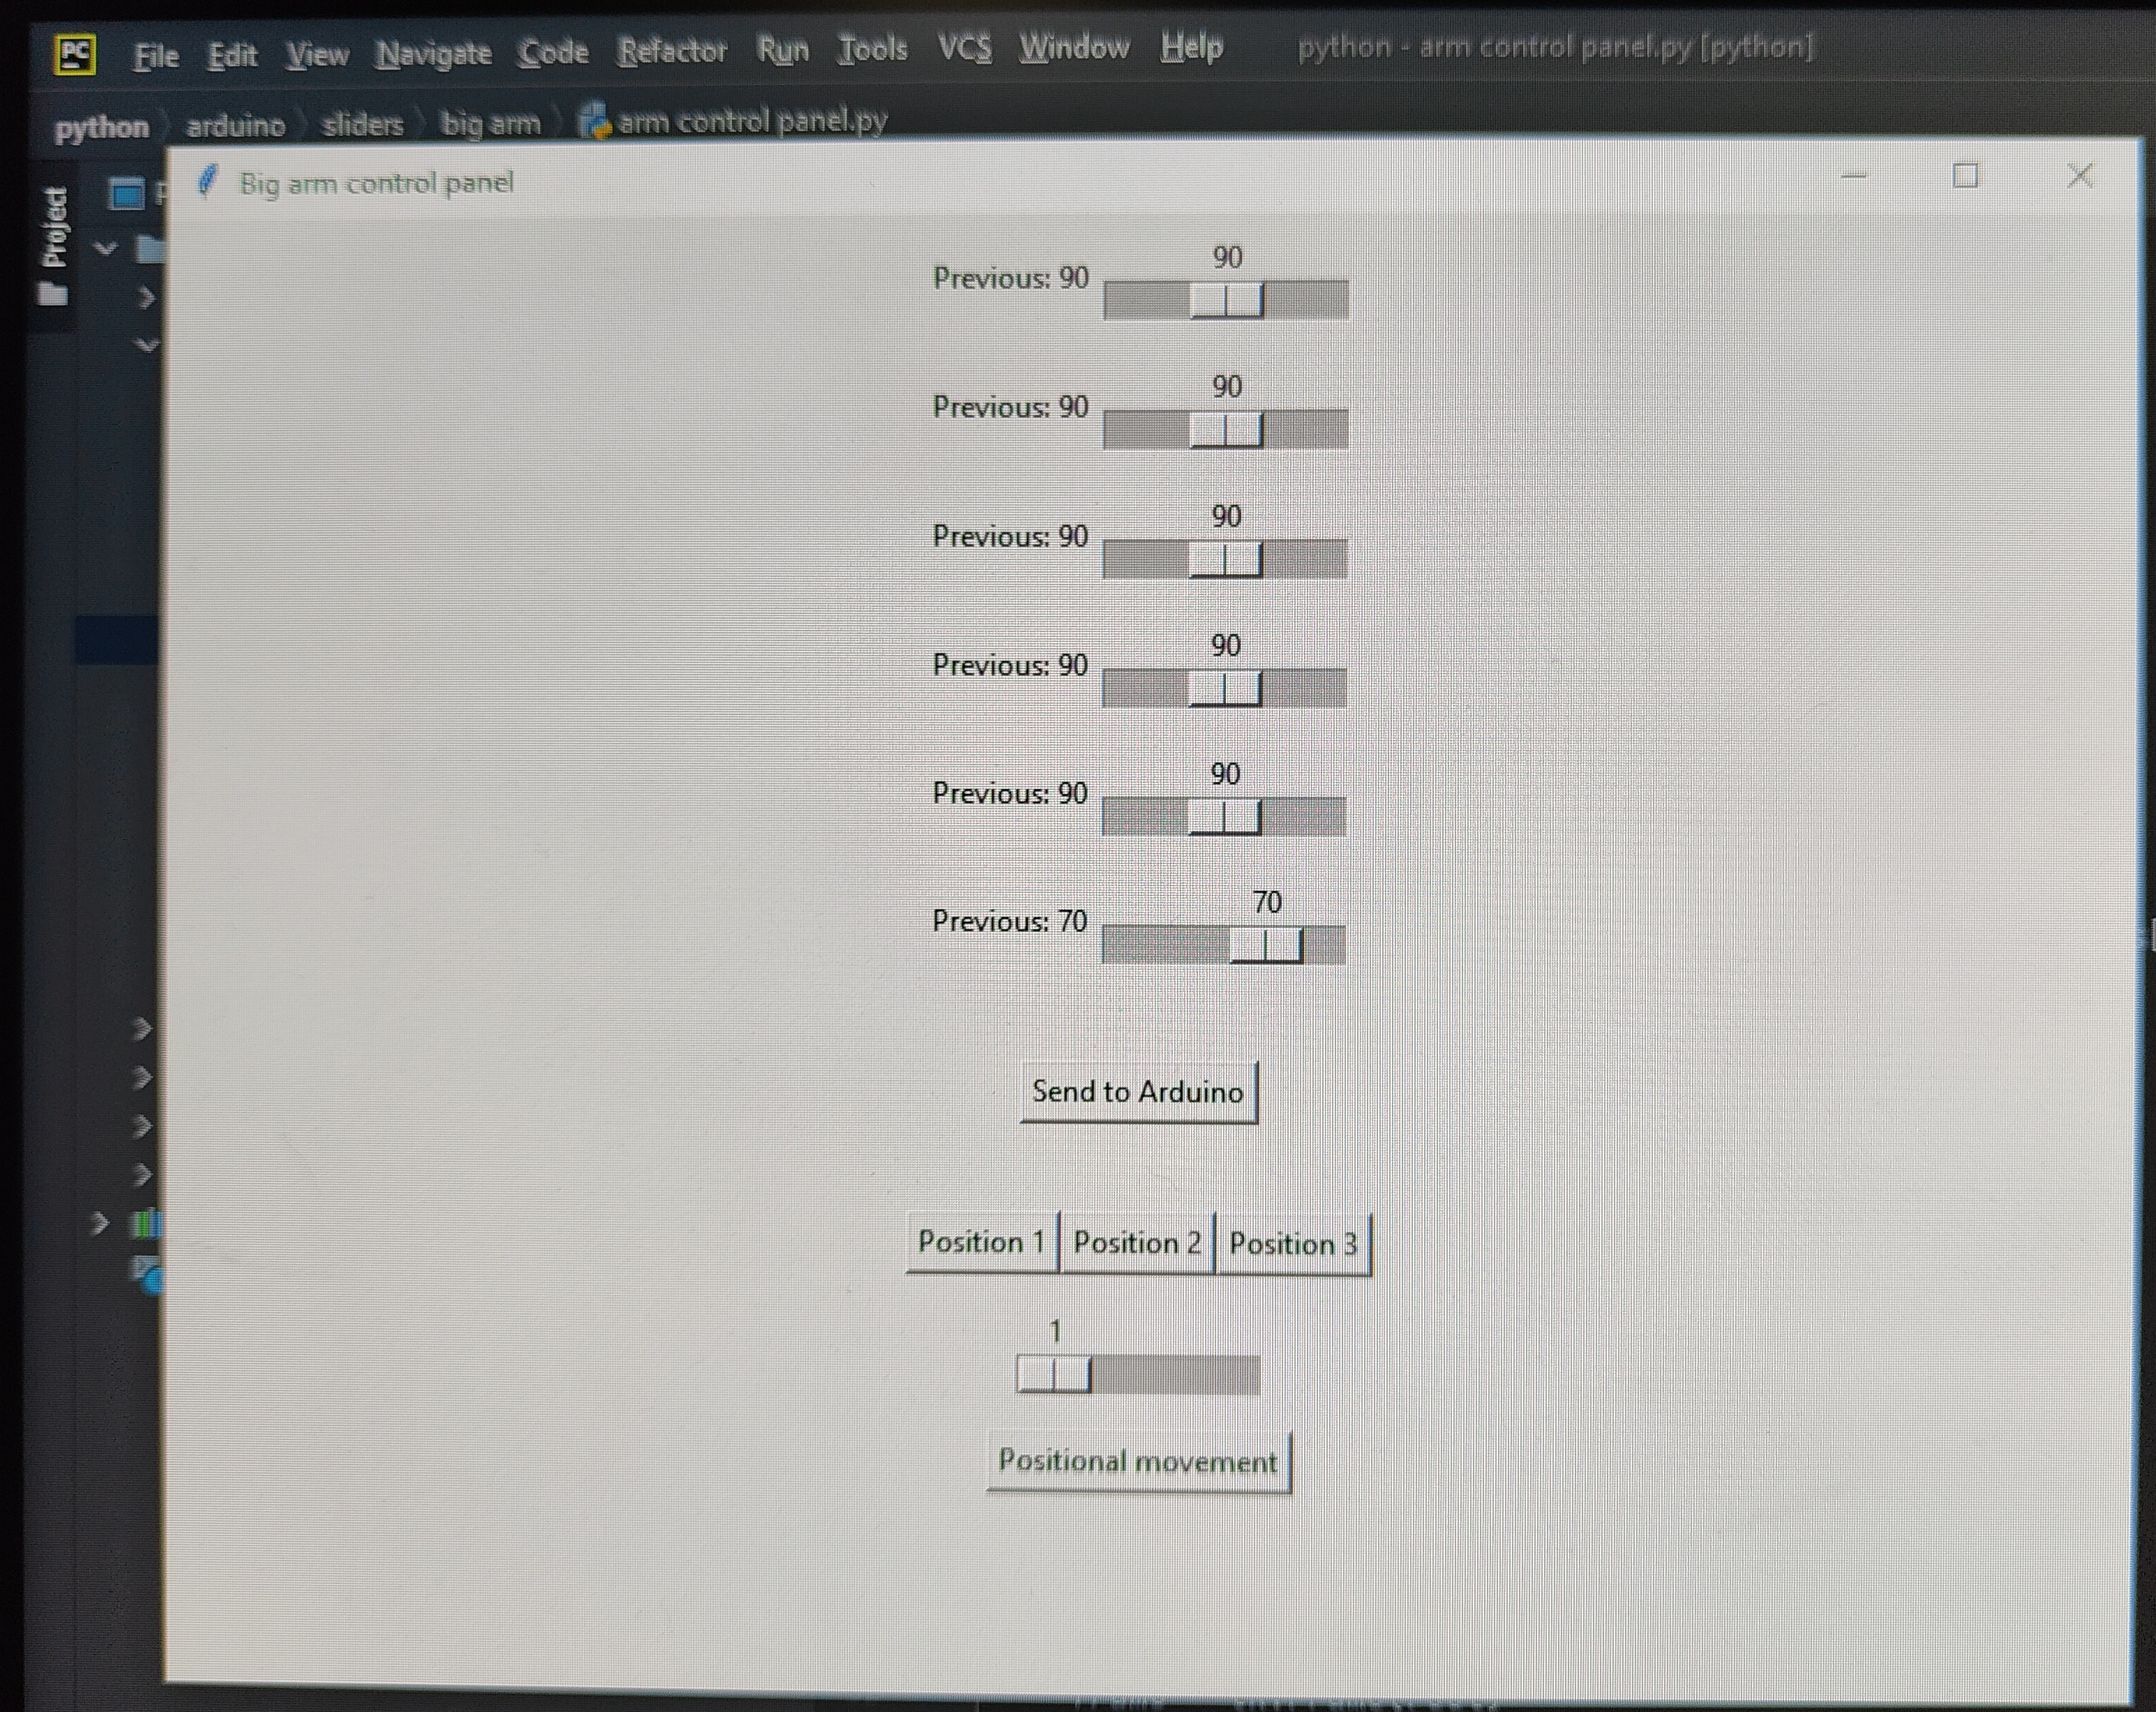 PC File Edit View Navigate Code Refactor Run Tools VCS Window Help python - arm control panel.py [python]
python arduino sliders big arm arm control panel.py
Project
Big arm control panel
90
Previous: 90
90
Previous: 90
90
Previous: 90
90
Previous: 90
90
Previous: 90
70
Previous: 70
Send to Arduino
Position 1 Position 2 Position 3
1
Positional movement